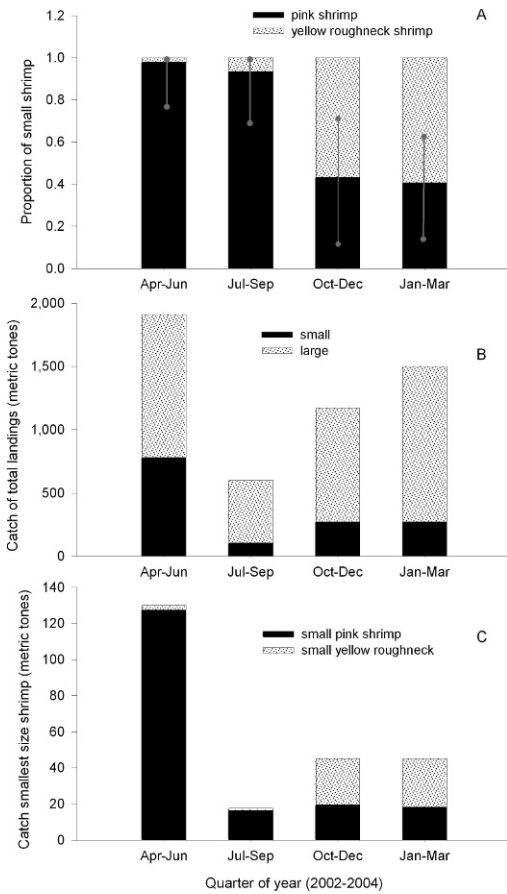 A
pink shrimp
yellow roughneck shrimp
Proportion of small shrimp
1.2
1.0
0.8
0.6
0.4
0.2
0.0
Apr-Jun Jul-Sep Oct-Dec Jan-Mar
B
small
large
Catch of total landings (metric tones)
2,000
1,500
1,000
500
0
Apr-Jun Jul-Sep Oct-Dec Jan-Mar
C
small pink shrimp
small yellow roughneck
Catch smallest size shrimp (metric tones)
140
120
100
80
60
40
20
0
Apr-Jun Jul-Sep Oct-Dec Jan-Mar
Quarter of year (2002-2004)